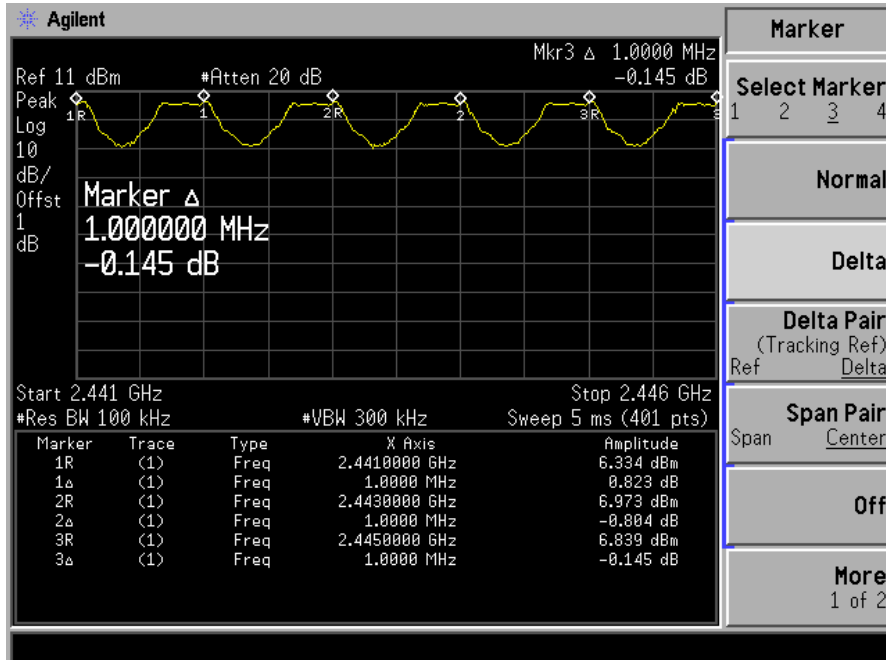 Agilent
Mkr3 Δ 1.0000 MHz
Ref 11 dBm #Atten 20 dB -0.145 dB
Peak
Log
10
dB/
Offst
1
dB
1R 1 2R 2 3R 3
Marker Δ
1.000000 MHz
-0.145 dB
Start 2.441 GHz Stop 2.446 GHz
#Res BW 100 kHz #VBW 300 kHz Sweep 5 ms (401 pts)
Marker Trace Type X Axis Amplitude
1R (1) Freq 2.4410000 GHz 6.334 dBm
1Δ (1) Freq 1.0000 MHz 0.823 dB
2R (1) Freq 2.4430000 GHz 6.973 dBm
2Δ (1) Freq 1.0000 MHz -0.804 dB
3R (1) Freq 2.4450000 GHz 6.839 dBm
3Δ (1) Freq 1.0000 MHz -0.145 dB
Marker
Select Marker
1 2 3 4
Normal
Delta
Delta Pair
(Tracking Ref)
Ref Delta
Span Pair
Span Center
Off
More
1 of 2